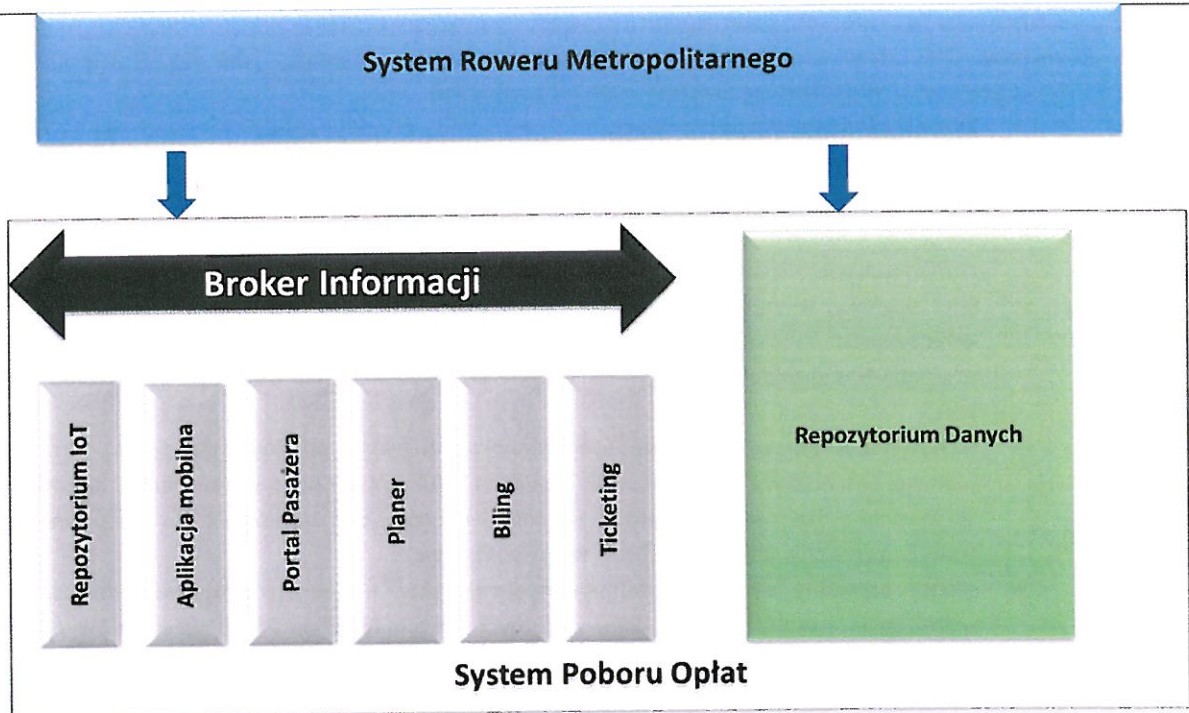 System Roweru Metropolitarnego
Broker Informacji
Repozytorium IoT
Aplikacja mobilna
Portal Pasażera
Planer
Biling
Ticketing
Repozytorium Danych
System Poboru Opłat